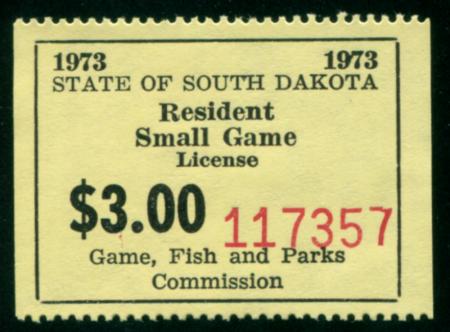 1973 1973
STATE OF SOUTH DAKOTA
Resident
Small Game
License
$3.00 117357
Game, Fish and Parks
Commission